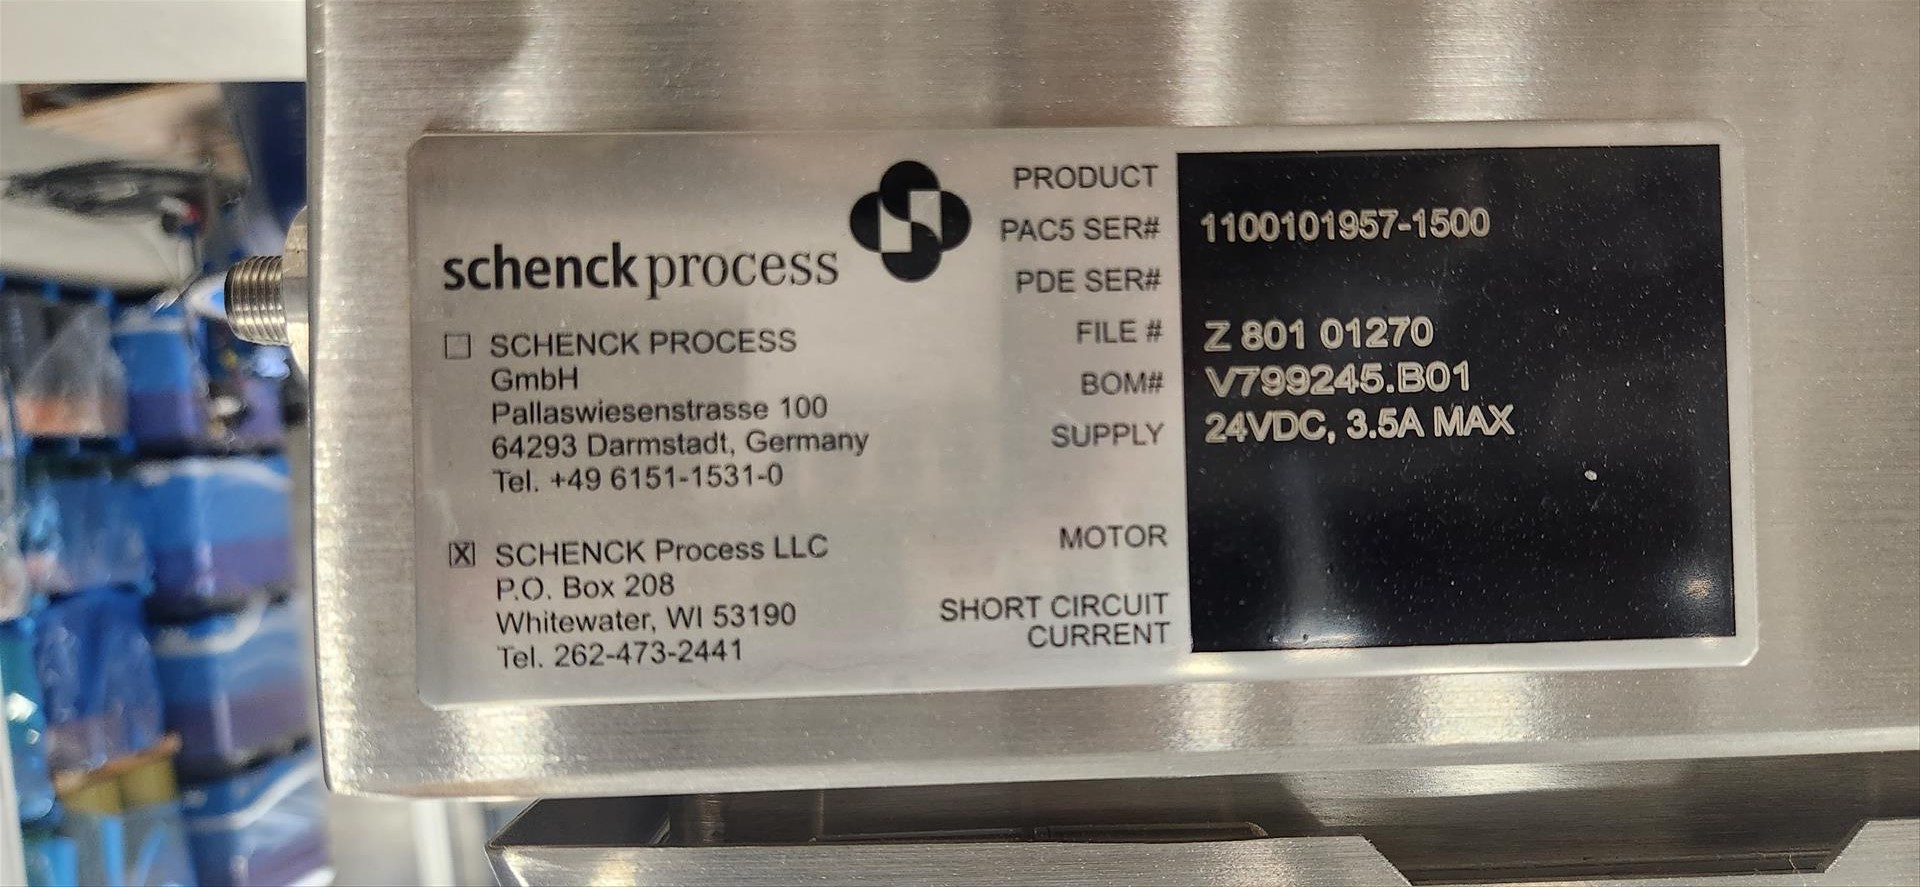 schenck process
SCHENCK PROCESS
GmbH
Pallaswiesenstrasse 100
64293 Darmstadt, Germany
Tel. +49 6151-1531-0
X SCHENCK Process LLC
P.O. Box 208
Whitewater, WI 53190
Tel. 262-473-2441
PRODUCT
PAC5 SER# 1100101957-1500
PDE SER#
FILE # Z 801 01270
BOM# V799245.B01
SUPPLY 24VDC, 3.5A MAX
MOTOR
SHORT CIRCUIT
CURRENT